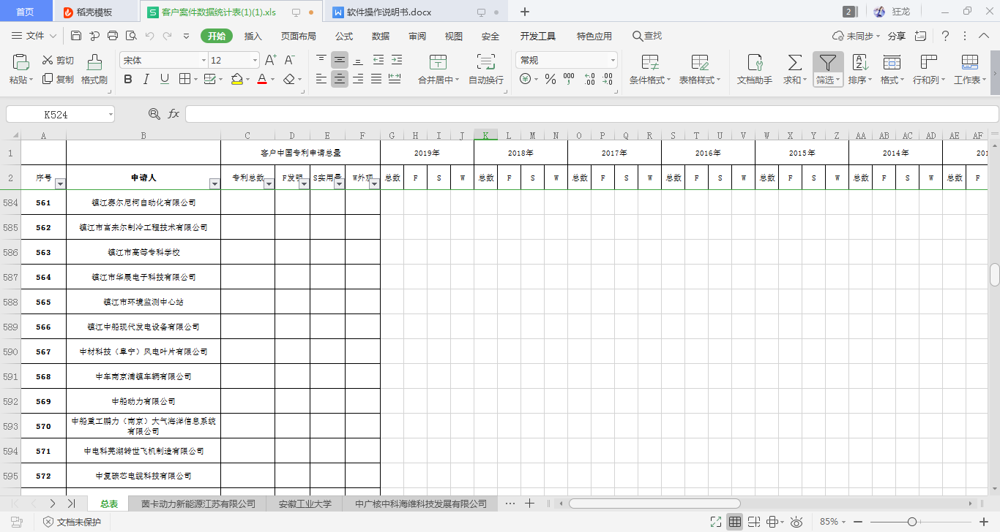 首页 稻壳模板 客户案件数据统计表(1)(1).xls 软件操作说明书.docx 2 狂龙
文件 开始 插入 页面布局 公式 数据 审阅 视图 安全 开发工具 特色应用 查找 未同步 分享
粘贴 剪切 复制 格式刷 宋体 12 合并居中 自动换行 常规 条件格式 表格样式 文档助手 求和 筛选 排序 格式 行和列 工作表
K524
A B C D E F G H I J K L M N O P Q R S T U V W X Y Z AA AB AC AD AE AF
1 客户中国专利申请总量 2019年 2018年 2017年 2016年 2015年 2014年
2 序号 申请人 专利总数 F发明 S实用 W外观 总数 F S W 总数 F S W 总数 F S W 总数 F S W 总数 F S W 总数 F S W 总数 F
584 561 镇江赛尔尼柯自动化有限公司
585 562 镇江市富来尔制冷工程技术有限公司
586 563 镇江市高等专科学校
587 564 镇江市华展电子科技有限公司
588 565 镇江市环境监测中心站
589 566 镇江中船现代发电设备有限公司
590 567 中材科技（阜宁）风电叶片有限公司
591 568 中车南京浦镇车辆有限公司
592 569 中船动力有限公司
593 570 中船重工鹏力（南京）大气海洋信息系统
有限公司
594 571 中电科芜湖钻世飞机制造有限公司
595 572 中复碳芯电缆科技有限公司
总表 茵卡动力新能源江苏有限公司 安徽工业大学 中广核中科海维科技发展有限公司
文档未保护 85%